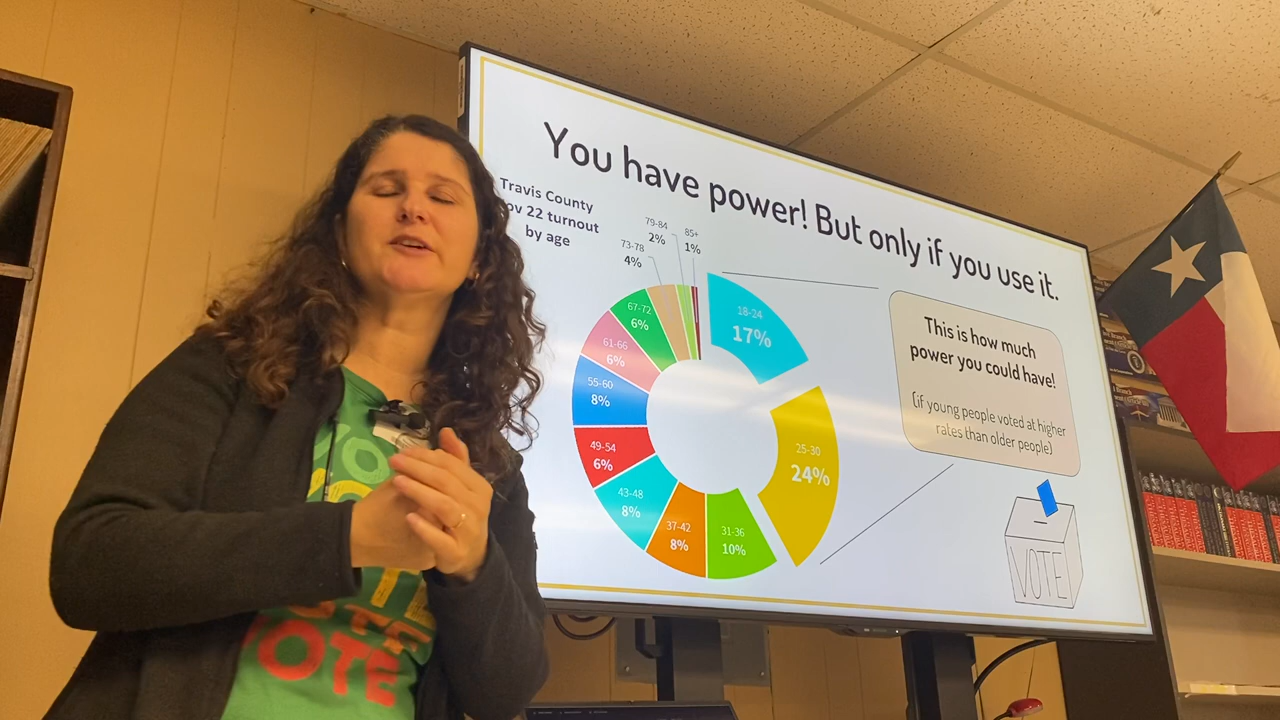 You have power! But only if you use it.
Travis County
ov 22 turnout
by age
79-84
2%
85+
1%
73-78
4%
67-72
6%
61-66
6%
55-60
8%
49-54
6%
43-48
8%
37-42
8%
31-36
10%
25-30
24%
18-24
17%
This is how much
power you could have!
(if young people voted at higher
rates than older people)
VOTE
VOTE